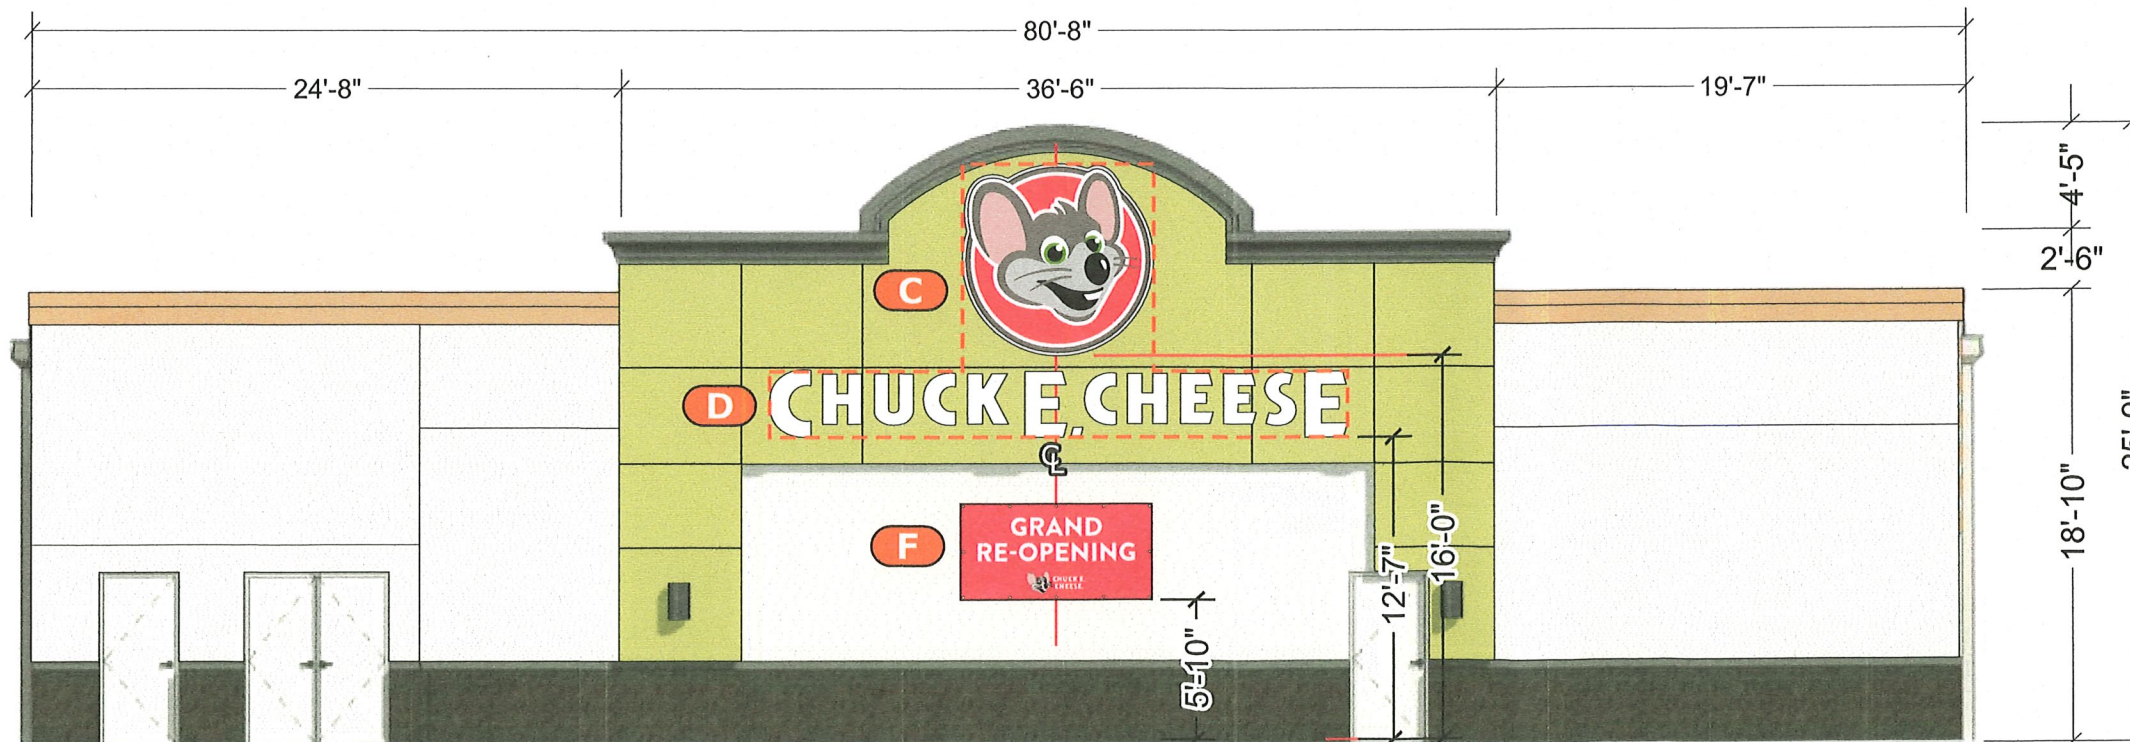 80'-8"
24'-8"
36'-6"
19'-7"
4'-5"
2'-6"
C
D
CHUCK E. CHEESE
℄
F
GRAND
RE-OPENING
CHUCK E.
CHEESE
5'-10"
12'-7"
16'-0"
18'-10"